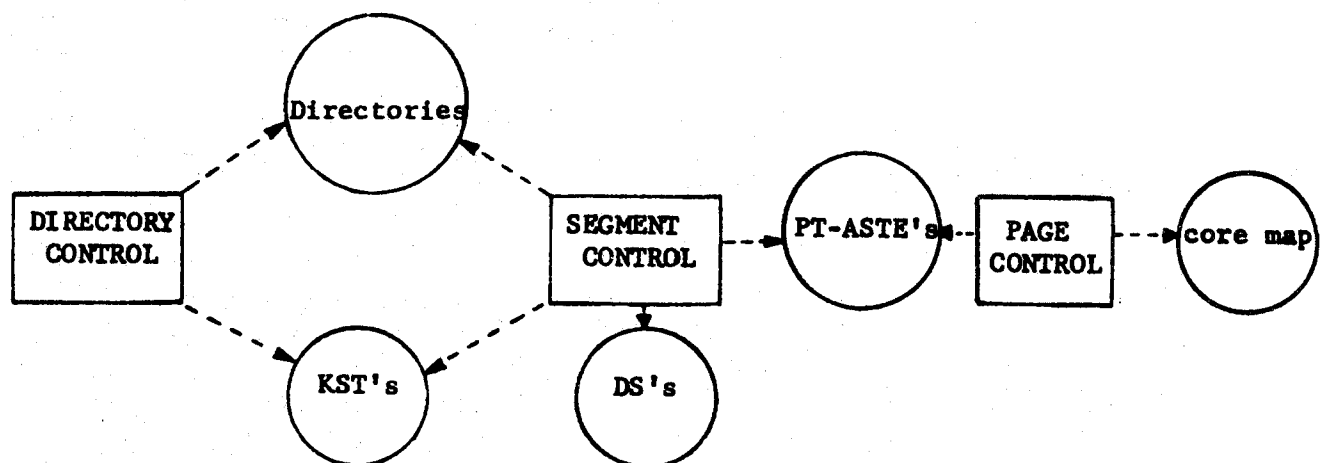 Directories
DIRECTORY
CONTROL
SEGMENT
CONTROL
PT-ASTE's
PAGE
CONTROL
core map
KST's
DS's